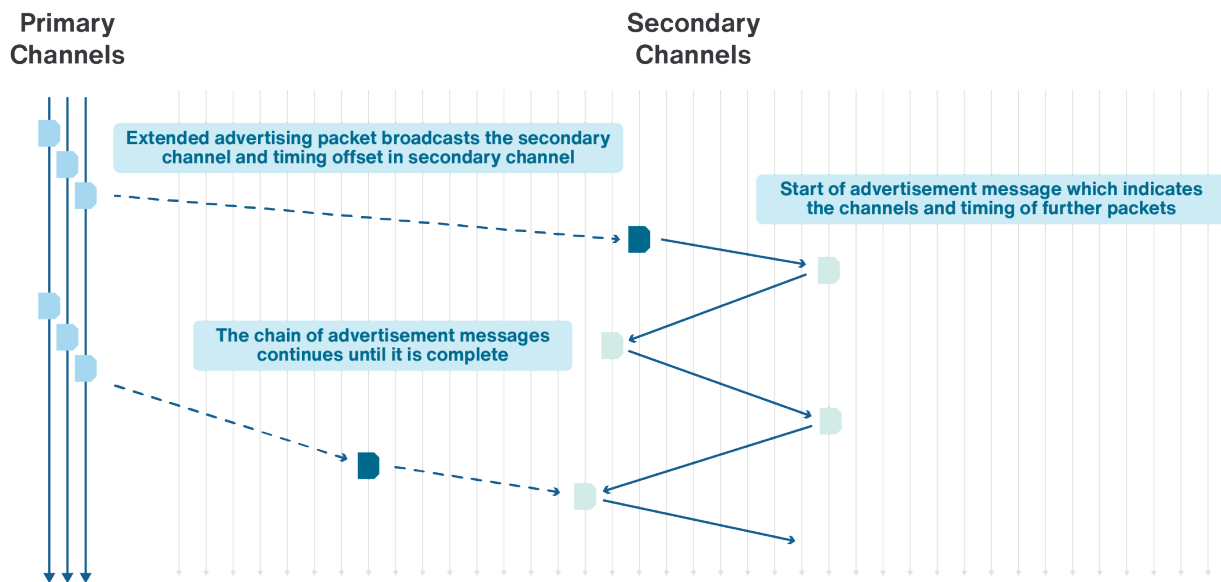 Primary
Channels
Secondary
Channels
Extended advertising packet broadcasts the secondary
channel and timing offset in secondary channel
Start of advertisement message which indicates
the channels and timing of further packets
The chain of advertisement messages
continues until it is complete